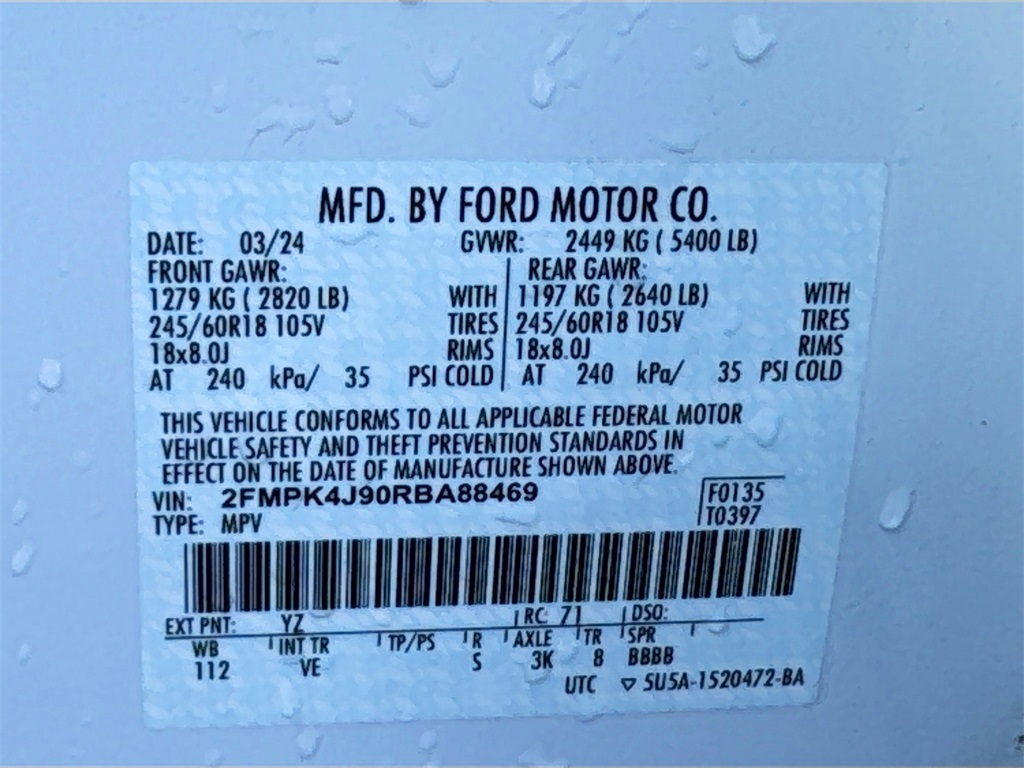 MFD. BY FORD MOTOR CO.
DATE: 03/24 GVWR: 2449 KG ( 5400 LB)
FRONT GAWR: REAR GAWR:
1279 KG ( 2820 LB) WITH 1197 KG ( 2640 LB) WITH
245/60R18 105V TIRES 245/60R18 105V TIRES
18x8.0J RIMS 18x8.0J RIMS
AT 240 kPa/ 35 PSI COLD AT 240 kPa/ 35 PSI COLD
THIS VEHICLE CONFORMS TO ALL APPLICABLE FEDERAL MOTOR
VEHICLE SAFETY AND THEFT PREVENTION STANDARDS IN
EFFECT ON THE DATE OF MANUFACTURE SHOWN ABOVE.
VIN: 2FMPK4J90RBA88469 F0135
TYPE: MPV T0397
EXT PNT: YZ RC: 71 DSO:
WB INT TR TP/PS R AXLE TR SPR
112 VE S 3K 8 BBBB
UTC ▽ 5U5A-1520472-BA